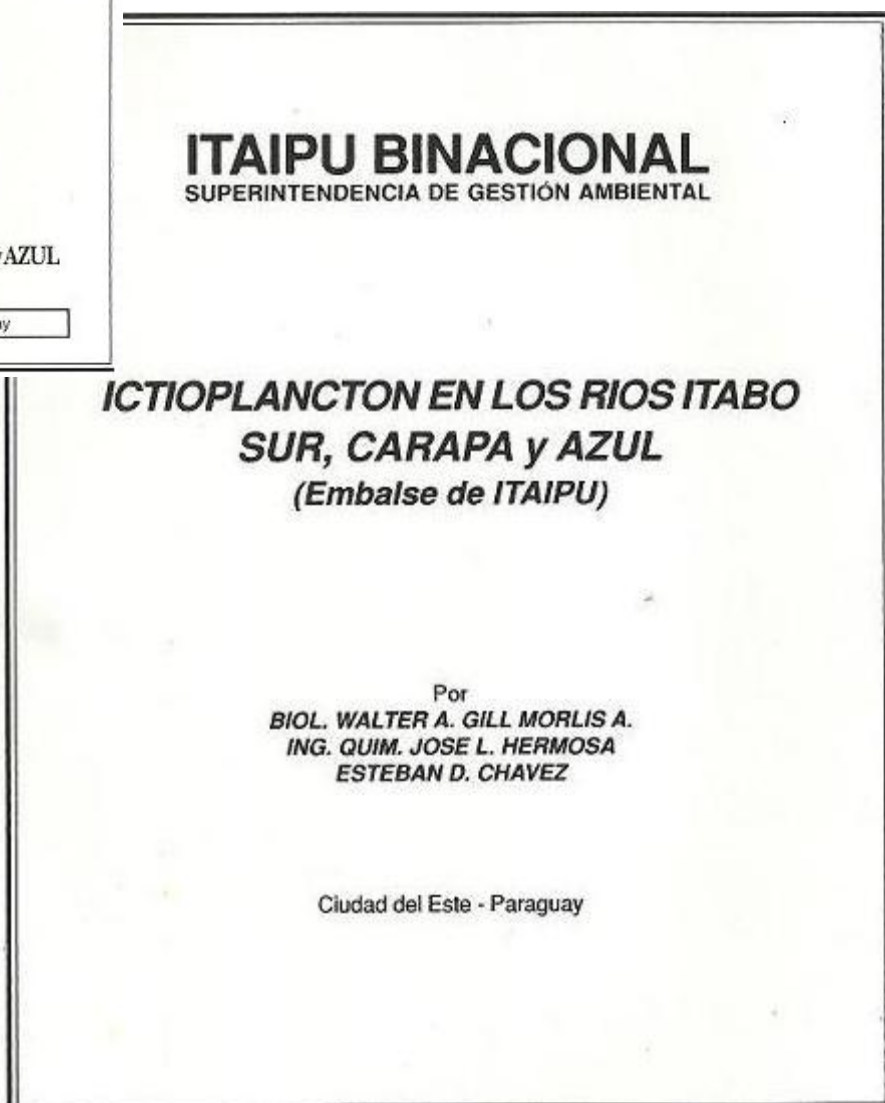 AZUL
ITAIPU BINACIONAL
SUPERINTENDENCIA DE GESTIÓN AMBIENTAL
ICTIOPLANCTON EN LOS RIOS ITABO
SUR, CARAPA y AZUL
(Embalse de ITAIPU)
Por
BIOL. WALTER A. GILL MORLIS A.
ING. QUIM. JOSE L. HERMOSA
ESTEBAN D. CHAVEZ
Ciudad del Este - Paraguay